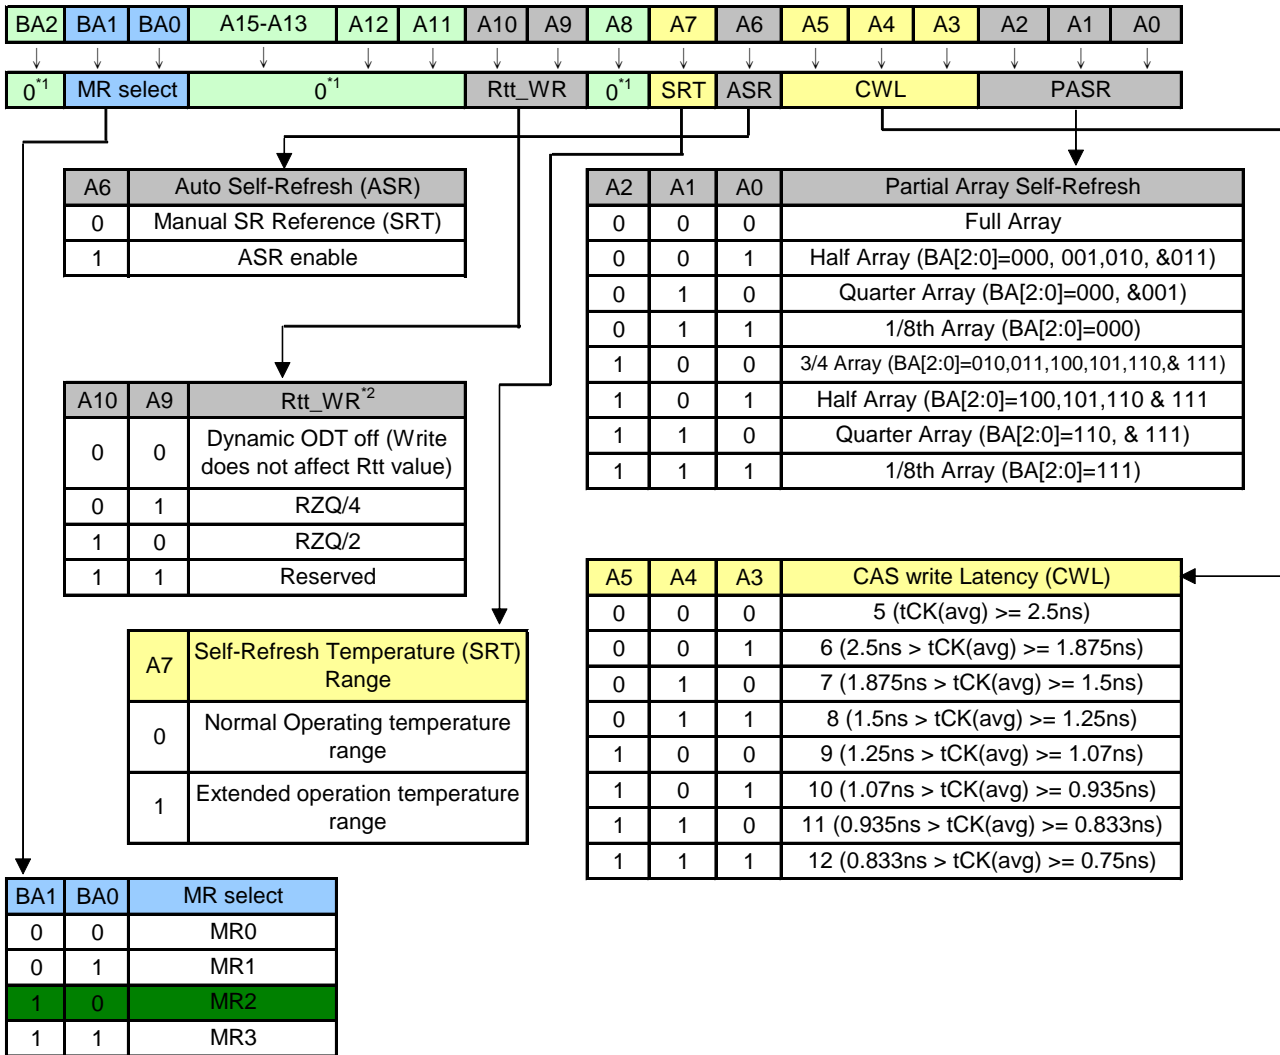 BA2 BA1 BA0 A15-A13 A12 A11 A10 A9 A8 A7 A6 A5 A4 A3 A2 A1 A0
0*1 MR select 0*1 Rtt_WR 0*1 SRT ASR CWL PASR
A6 Auto Self-Refresh (ASR)
0 Manual SR Reference (SRT)
1 ASR enable
A2 A1 A0 Partial Array Self-Refresh
0 0 0 Full Array
0 0 1 Half Array (BA[2:0]=000, 001,010, &011)
0 1 0 Quarter Array (BA[2:0]=000, &001)
0 1 1 1/8th Array (BA[2:0]=000)
1 0 0 3/4 Array (BA[2:0]=010,011,100,101,110,& 111)
1 0 1 Half Array (BA[2:0]=100,101,110 & 111
1 1 0 Quarter Array (BA[2:0]=110, & 111)
1 1 1 1/8th Array (BA[2:0]=111)
A10 A9 Rtt_WR*2
0 0 Dynamic ODT off (Write
does not affect Rtt value)
0 1 RZQ/4
1 0 RZQ/2
1 1 Reserved
A5 A4 A3 CAS write Latency (CWL)
0 0 0 5 (tCK(avg) >= 2.5ns)
0 0 1 6 (2.5ns > tCK(avg) >= 1.875ns)
0 1 0 7 (1.875ns > tCK(avg) >= 1.5ns)
0 1 1 8 (1.5ns > tCK(avg) >= 1.25ns)
1 0 0 9 (1.25ns > tCK(avg) >= 1.07ns)
1 0 1 10 (1.07ns > tCK(avg) >= 0.935ns)
1 1 0 11 (0.935ns > tCK(avg) >= 0.833ns)
1 1 1 12 (0.833ns > tCK(avg) >= 0.75ns)
A7 Self-Refresh Temperature (SRT)
Range
0 Normal Operating temperature
range
1 Extended operation temperature
range
BA1 BA0 MR select
0 0 MR0
0 1 MR1
1 0 MR2
1 1 MR3